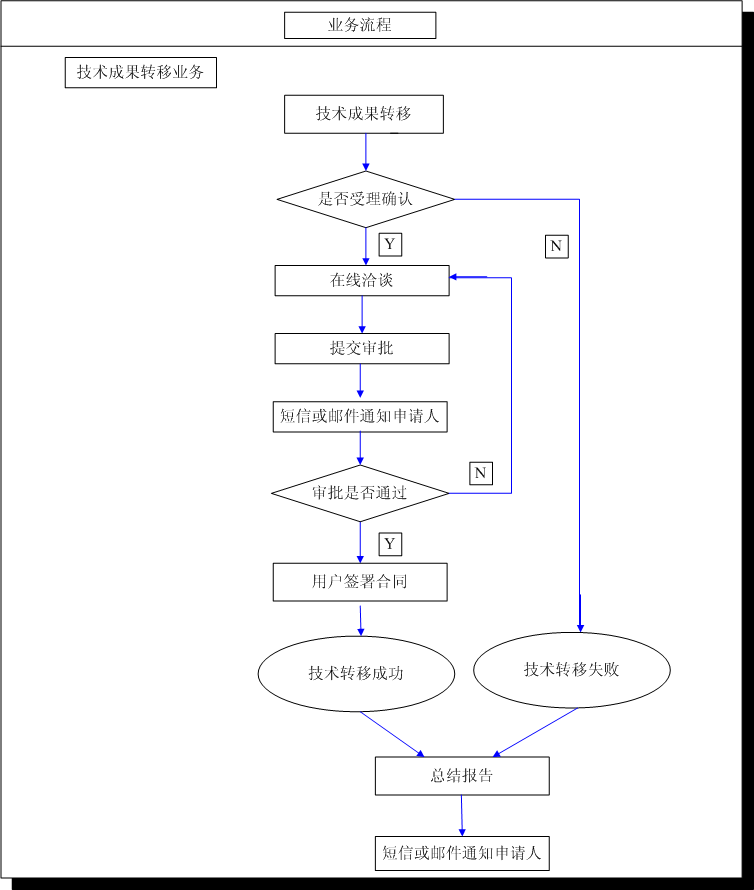 业务流程
技术成果转移业务
技术成果转移
是否受理确认
Y
N
在线洽谈
提交审批
短信或邮件通知申请人
N
审批是否通过
Y
用户签署合同
技术转移成功
技术转移失败
总结报告
短信或邮件通知申请人